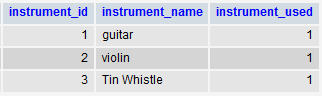 instrument_id instrument_name instrument_used
1 guitar 1
2 violin 1
3 Tin Whistle 1